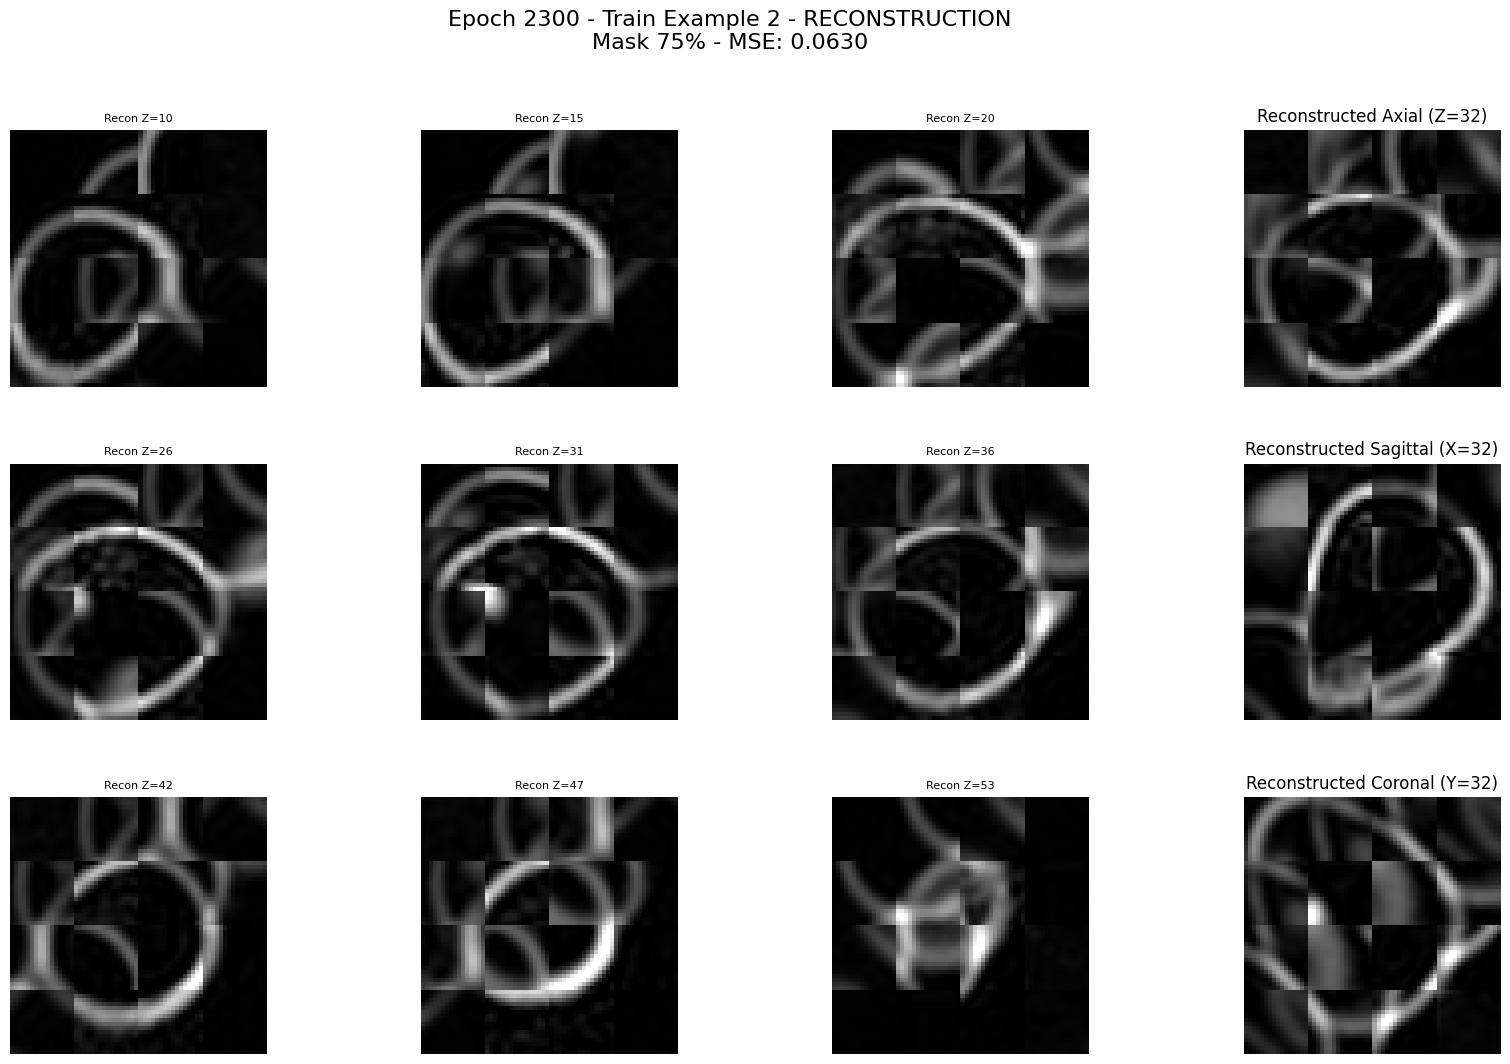 Epoch 2300 - Train Example 2 - RECONSTRUCTION
Mask 75% - MSE: 0.0630
Recon Z=10
Recon Z=15
Recon Z=20
Reconstructed Axial (Z=32)
Recon Z=26
Recon Z=31
Recon Z=36
Reconstructed Sagittal (X=32)
Recon Z=42
Recon Z=47
Recon Z=53
Reconstructed Coronal (Y=32)